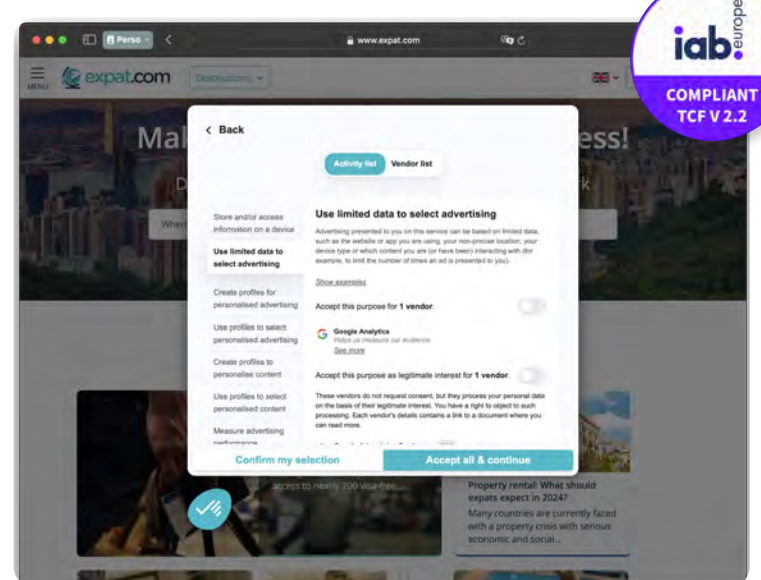 iab.
europe
COMPLIANT
TCF V 2.2
Perso
www.expat.com
MENU
expat.com
Destinations
Mak
ess!
D
k
Wher
< Back
Activity list
Vendor list
Store and/or access
information on a device
Use limited data to
select advertising
Create profiles for
personalised advertising
Use profiles to select
personalised advertising
Create profiles to
personalise content
Use profiles to select
personalised content
Measure advertising
performance
Use limited data to select advertising
Advertising presented to you on this service can be based on limited data,
such as the website or app you are using, your non-precise location, your
device type or which content you are (or have been) interacting with (for
example, to limit the number of times an ad is presented to you).
Show examples
Accept this purpose for 1 vendor.
Google Analytics
Helps us measure our audience
See more
Accept this purpose as legitimate interest for 1 vendor.
These vendors do not request consent, but they process your personal data
on the basis of their legitimate interest. You have a right to object to such
processing. Each vendor's details contains a link to a document where you
can read more.
Confirm my selection
Accept all & continue
access to nearly 200 visa-free...
Property rental: What should
expats expect in 2024?
Many countries are currently faced
with a property crisis with serious
economic and social...